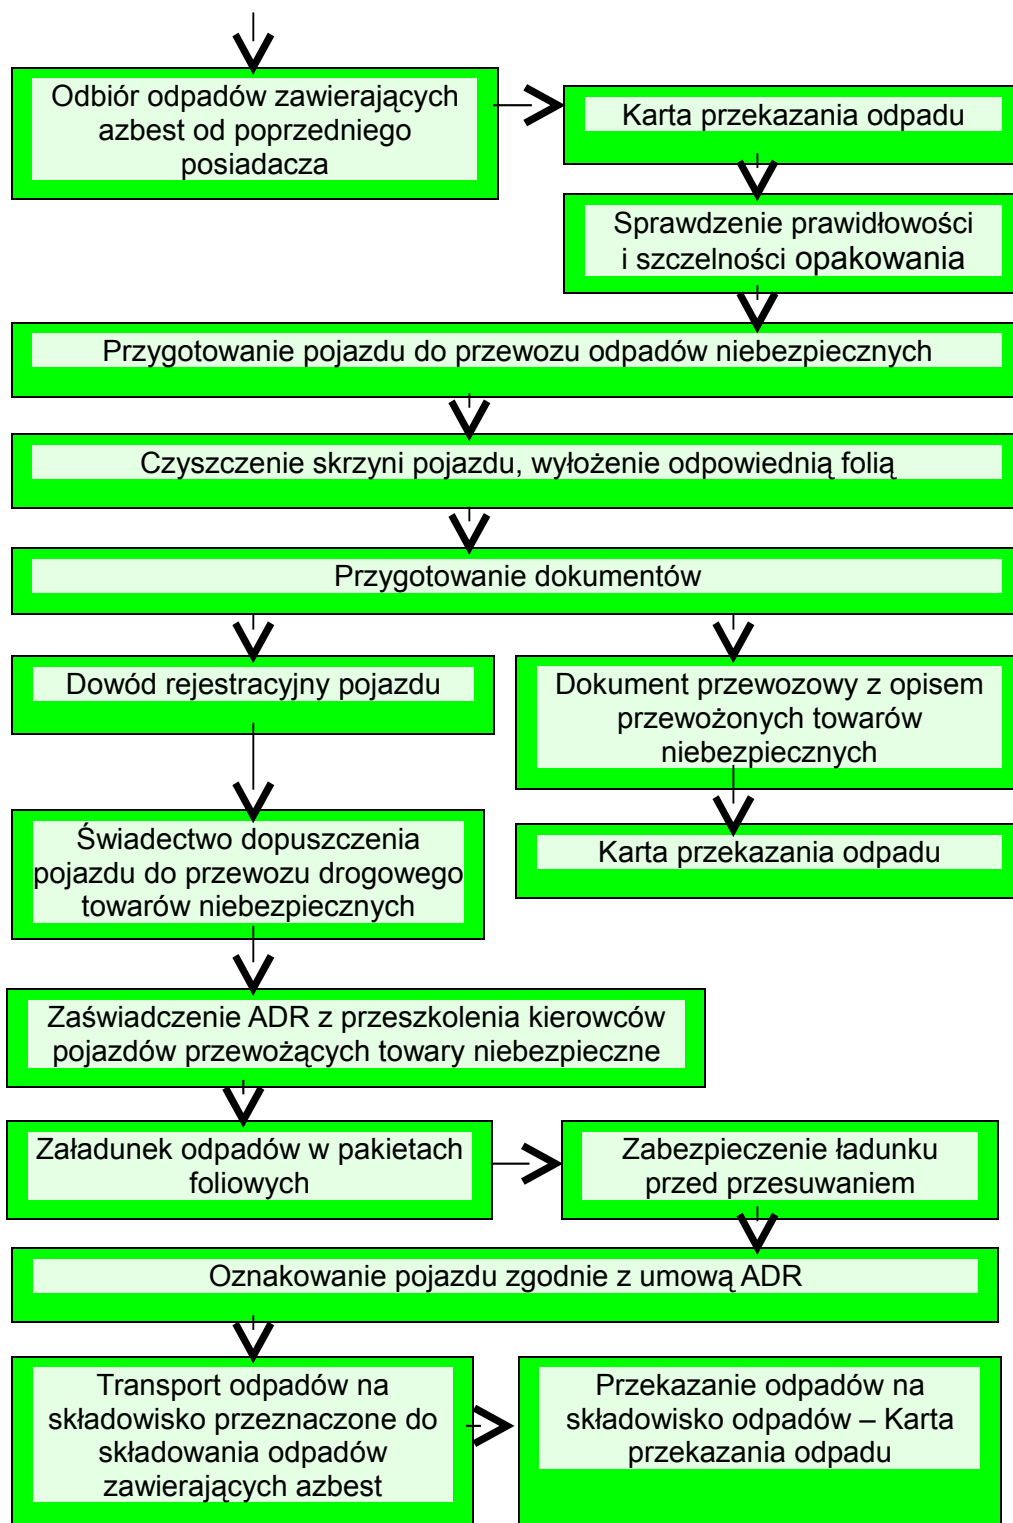 Odbiór odpadów zawierających
azbest od poprzedniego
posiadacza
Karta przekazania odpadu
Sprawdzenie prawidłowości
i szczelności opakowania
Przygotowanie pojazdu do przewozu odpadów niebezpiecznych
Czyszczenie skrzyni pojazdu, wyłożenie odpowiednią folią
Przygotowanie dokumentów
Dowód rejestracyjny pojazdu
Dokument przewozowy z opisem
przewożonych towarów
niebezpiecznych
Świadectwo dopuszczenia
pojazdu do przewozu drogowego
towarów niebezpiecznych
Karta przekazania odpadu
Zaświadczenie ADR z przeszkolenia kierowców
pojazdów przewożących towary niebezpieczne
Załadunek odpadów w pakietach
foliowych
Zabezpieczenie ładunku
przed przesuwaniem
Oznakowanie pojazdu zgodnie z umową ADR
Transport odpadów na
składowisko przeznaczone do
składowania odpadów
zawierających azbest
Przekazanie odpadów na
składowisko odpadów – Karta
przekazania odpadu